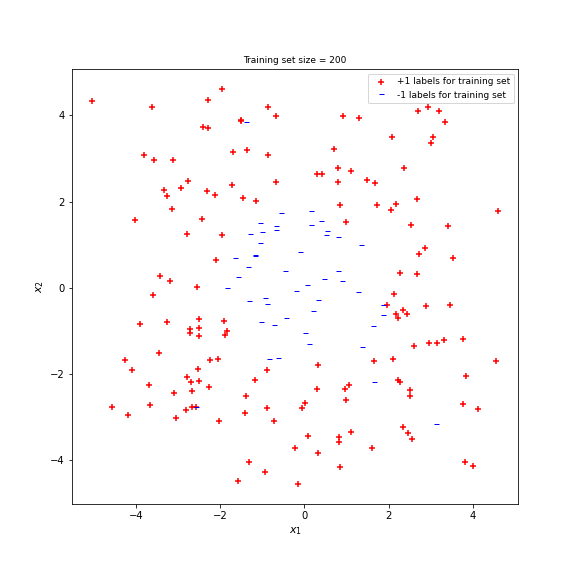 Training set size = 200
+1 labels for training set
-1 labels for training set
4
2
0
−2
−4
x2
−4
−2
0
2
4
x1